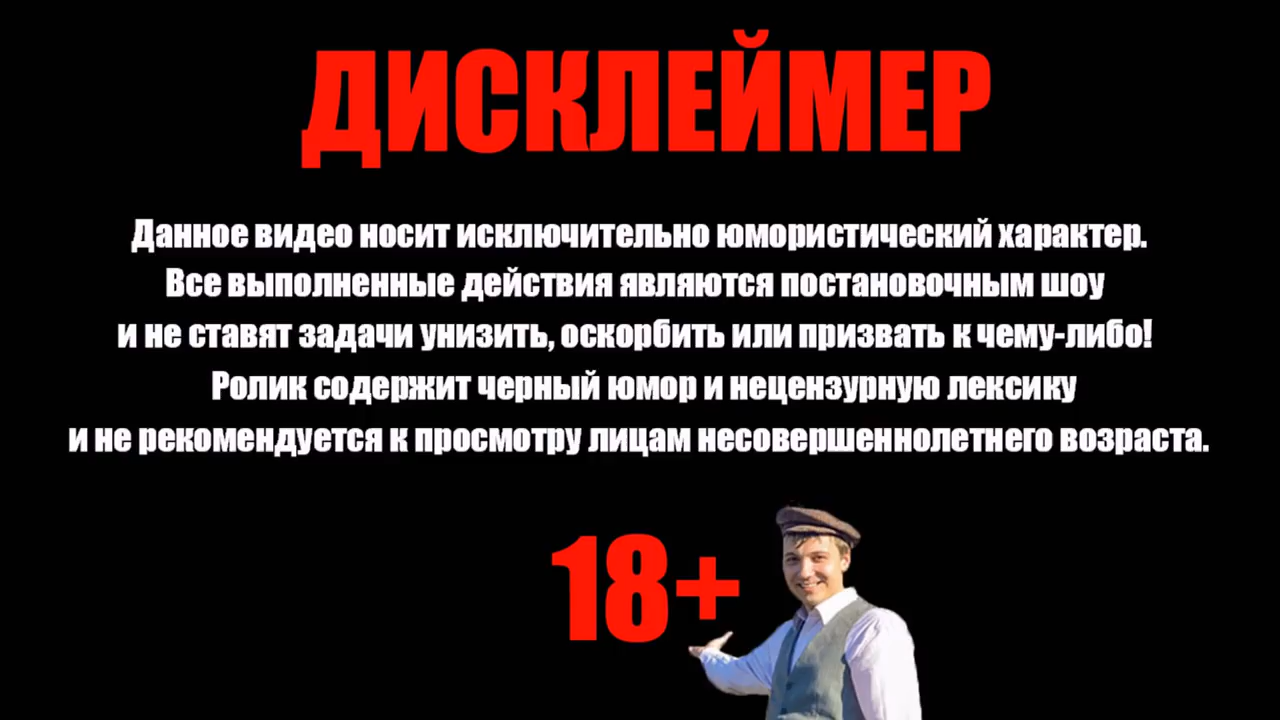 ДИСКЛЕЙМЕР
Данное видео носит исключительно юмористический характер.
Все выполненные действия являются постановочным шоу
и не ставят задачи унизить, оскорбить или призвать к чему-либо!
Ролик содержит черный юмор и нецензурную лексику
и не рекомендуется к просмотру лицам несовершеннолетнего возраста.
18+